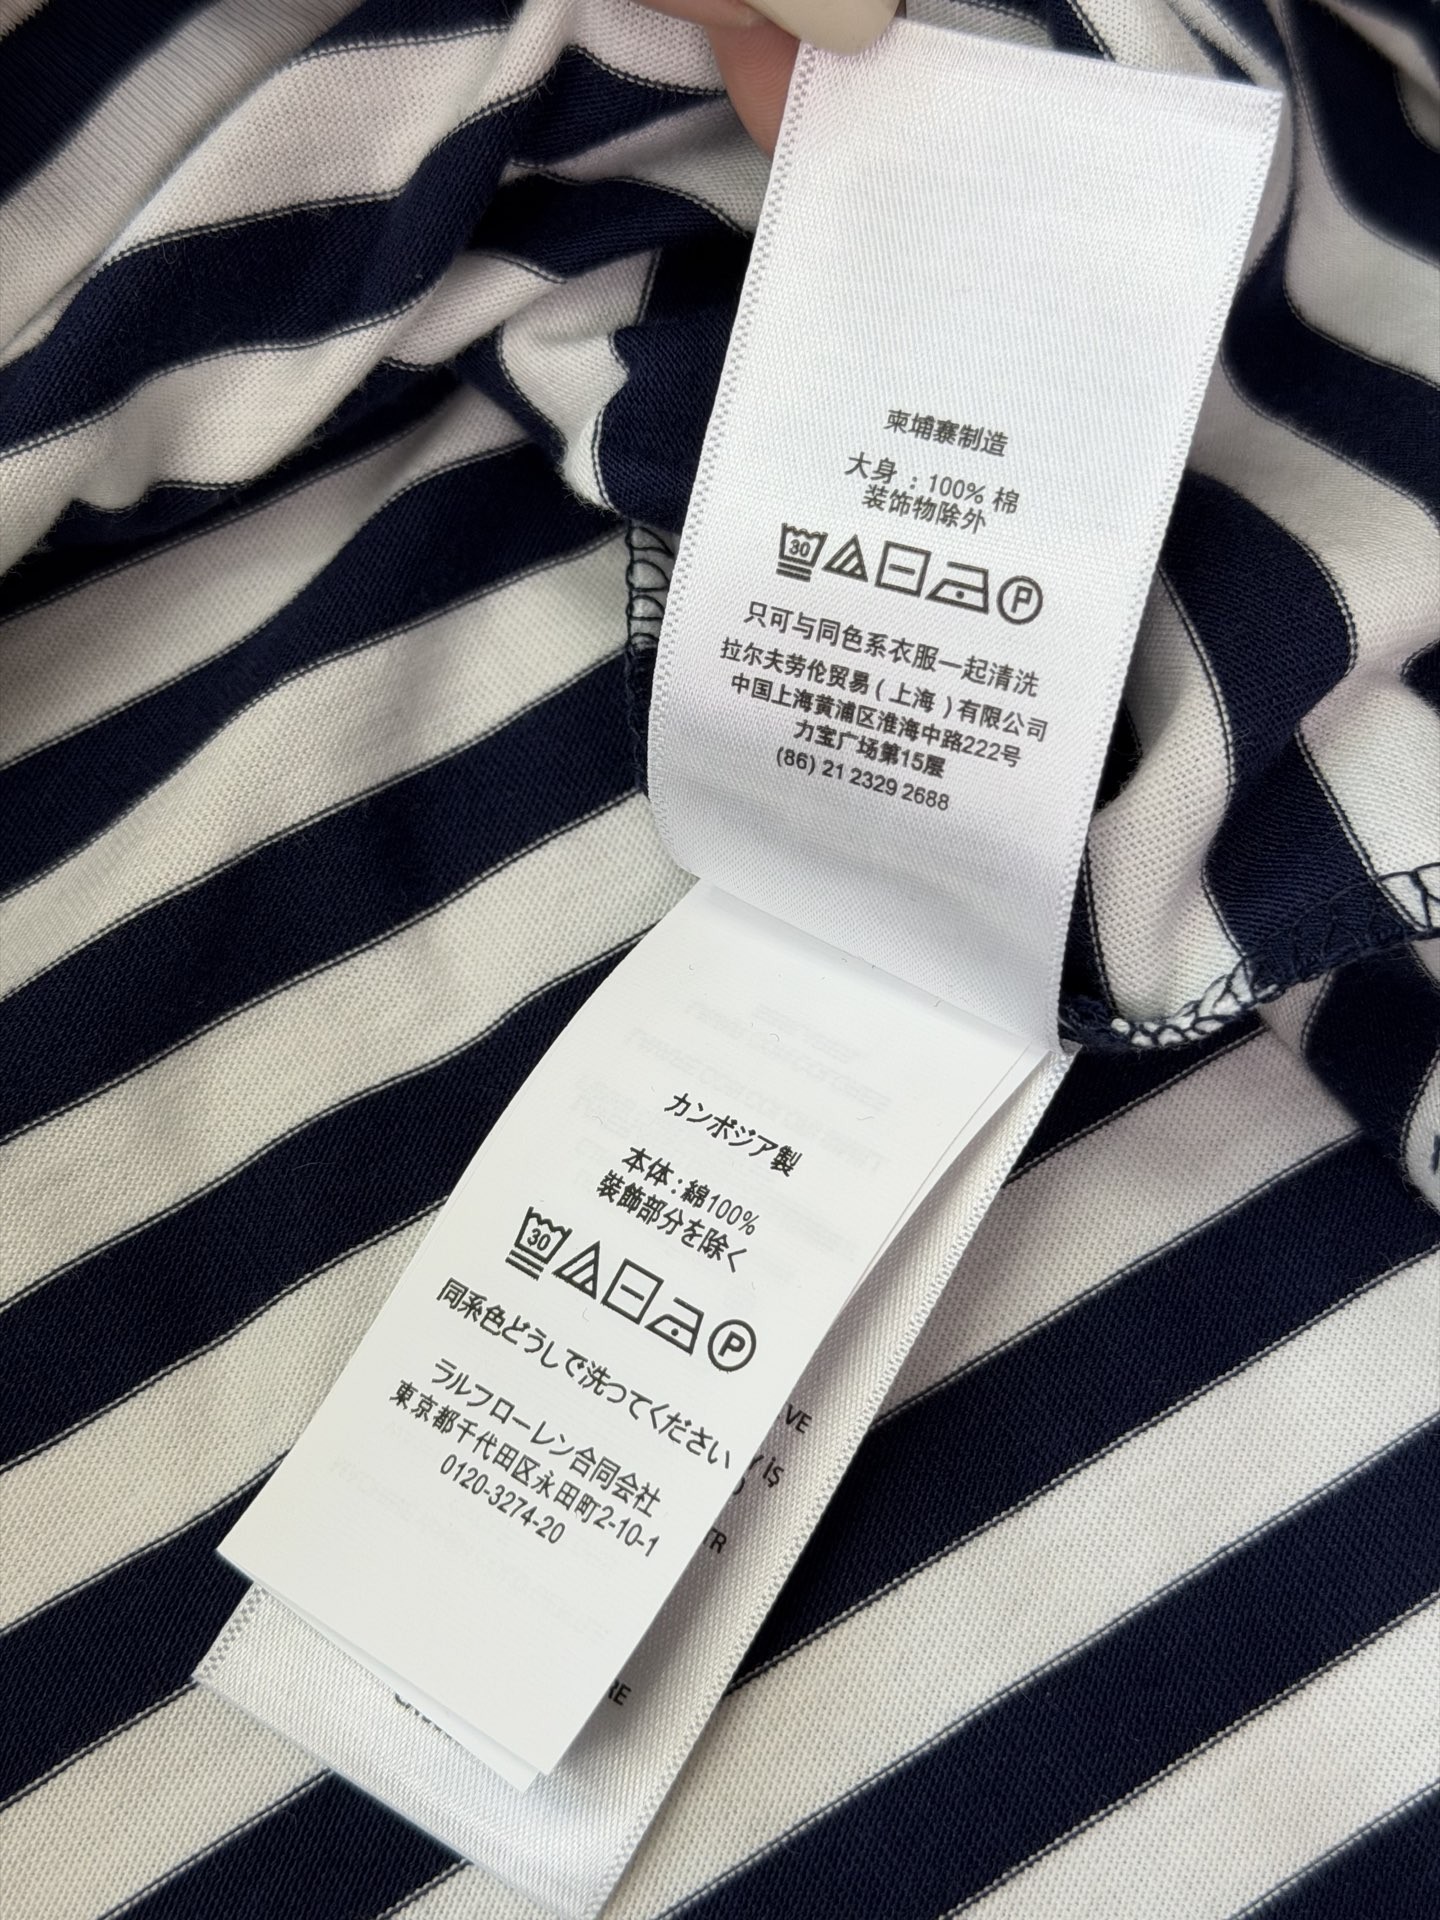 柬埔寨制造
大身：100% 棉
装饰物除外
30
P
只可与同色系衣服一起清洗
拉尔夫劳伦贸易（上海）有限公司
中国上海黄浦区淮海中路222号
力宝广场第15层
(86) 21 2329 2688
カンボジア製
本体：綿100%
装飾部分を除く
30
P
同系色どうしで洗ってください
ラルフローレン合同会社
東京都千代田区永田町2-10-1
0120-3274-20
VE
İŞ
TR
RE